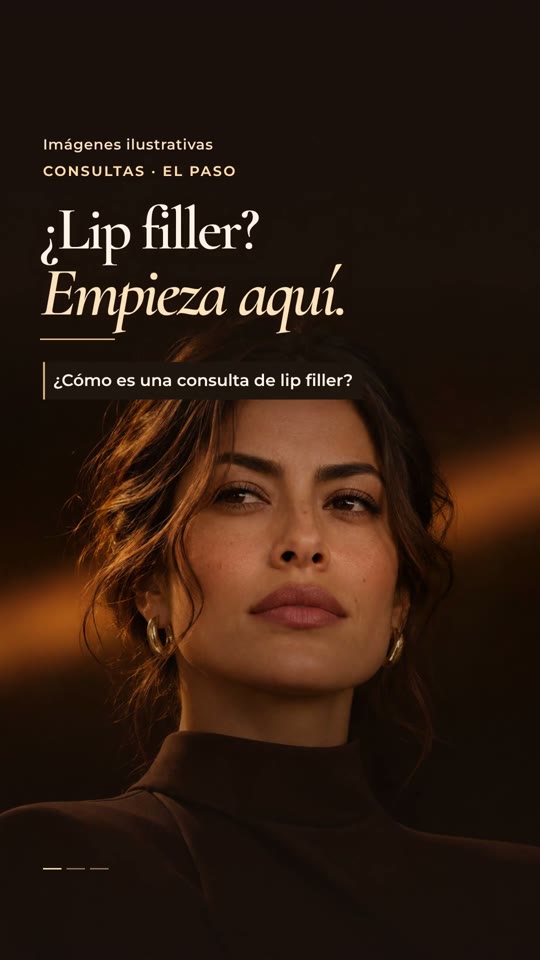 Imágenes ilustrativas
CONSULTAS · EL PASO
¿Lip filler?
Empieza aquí.
¿Cómo es una consulta de lip filler?